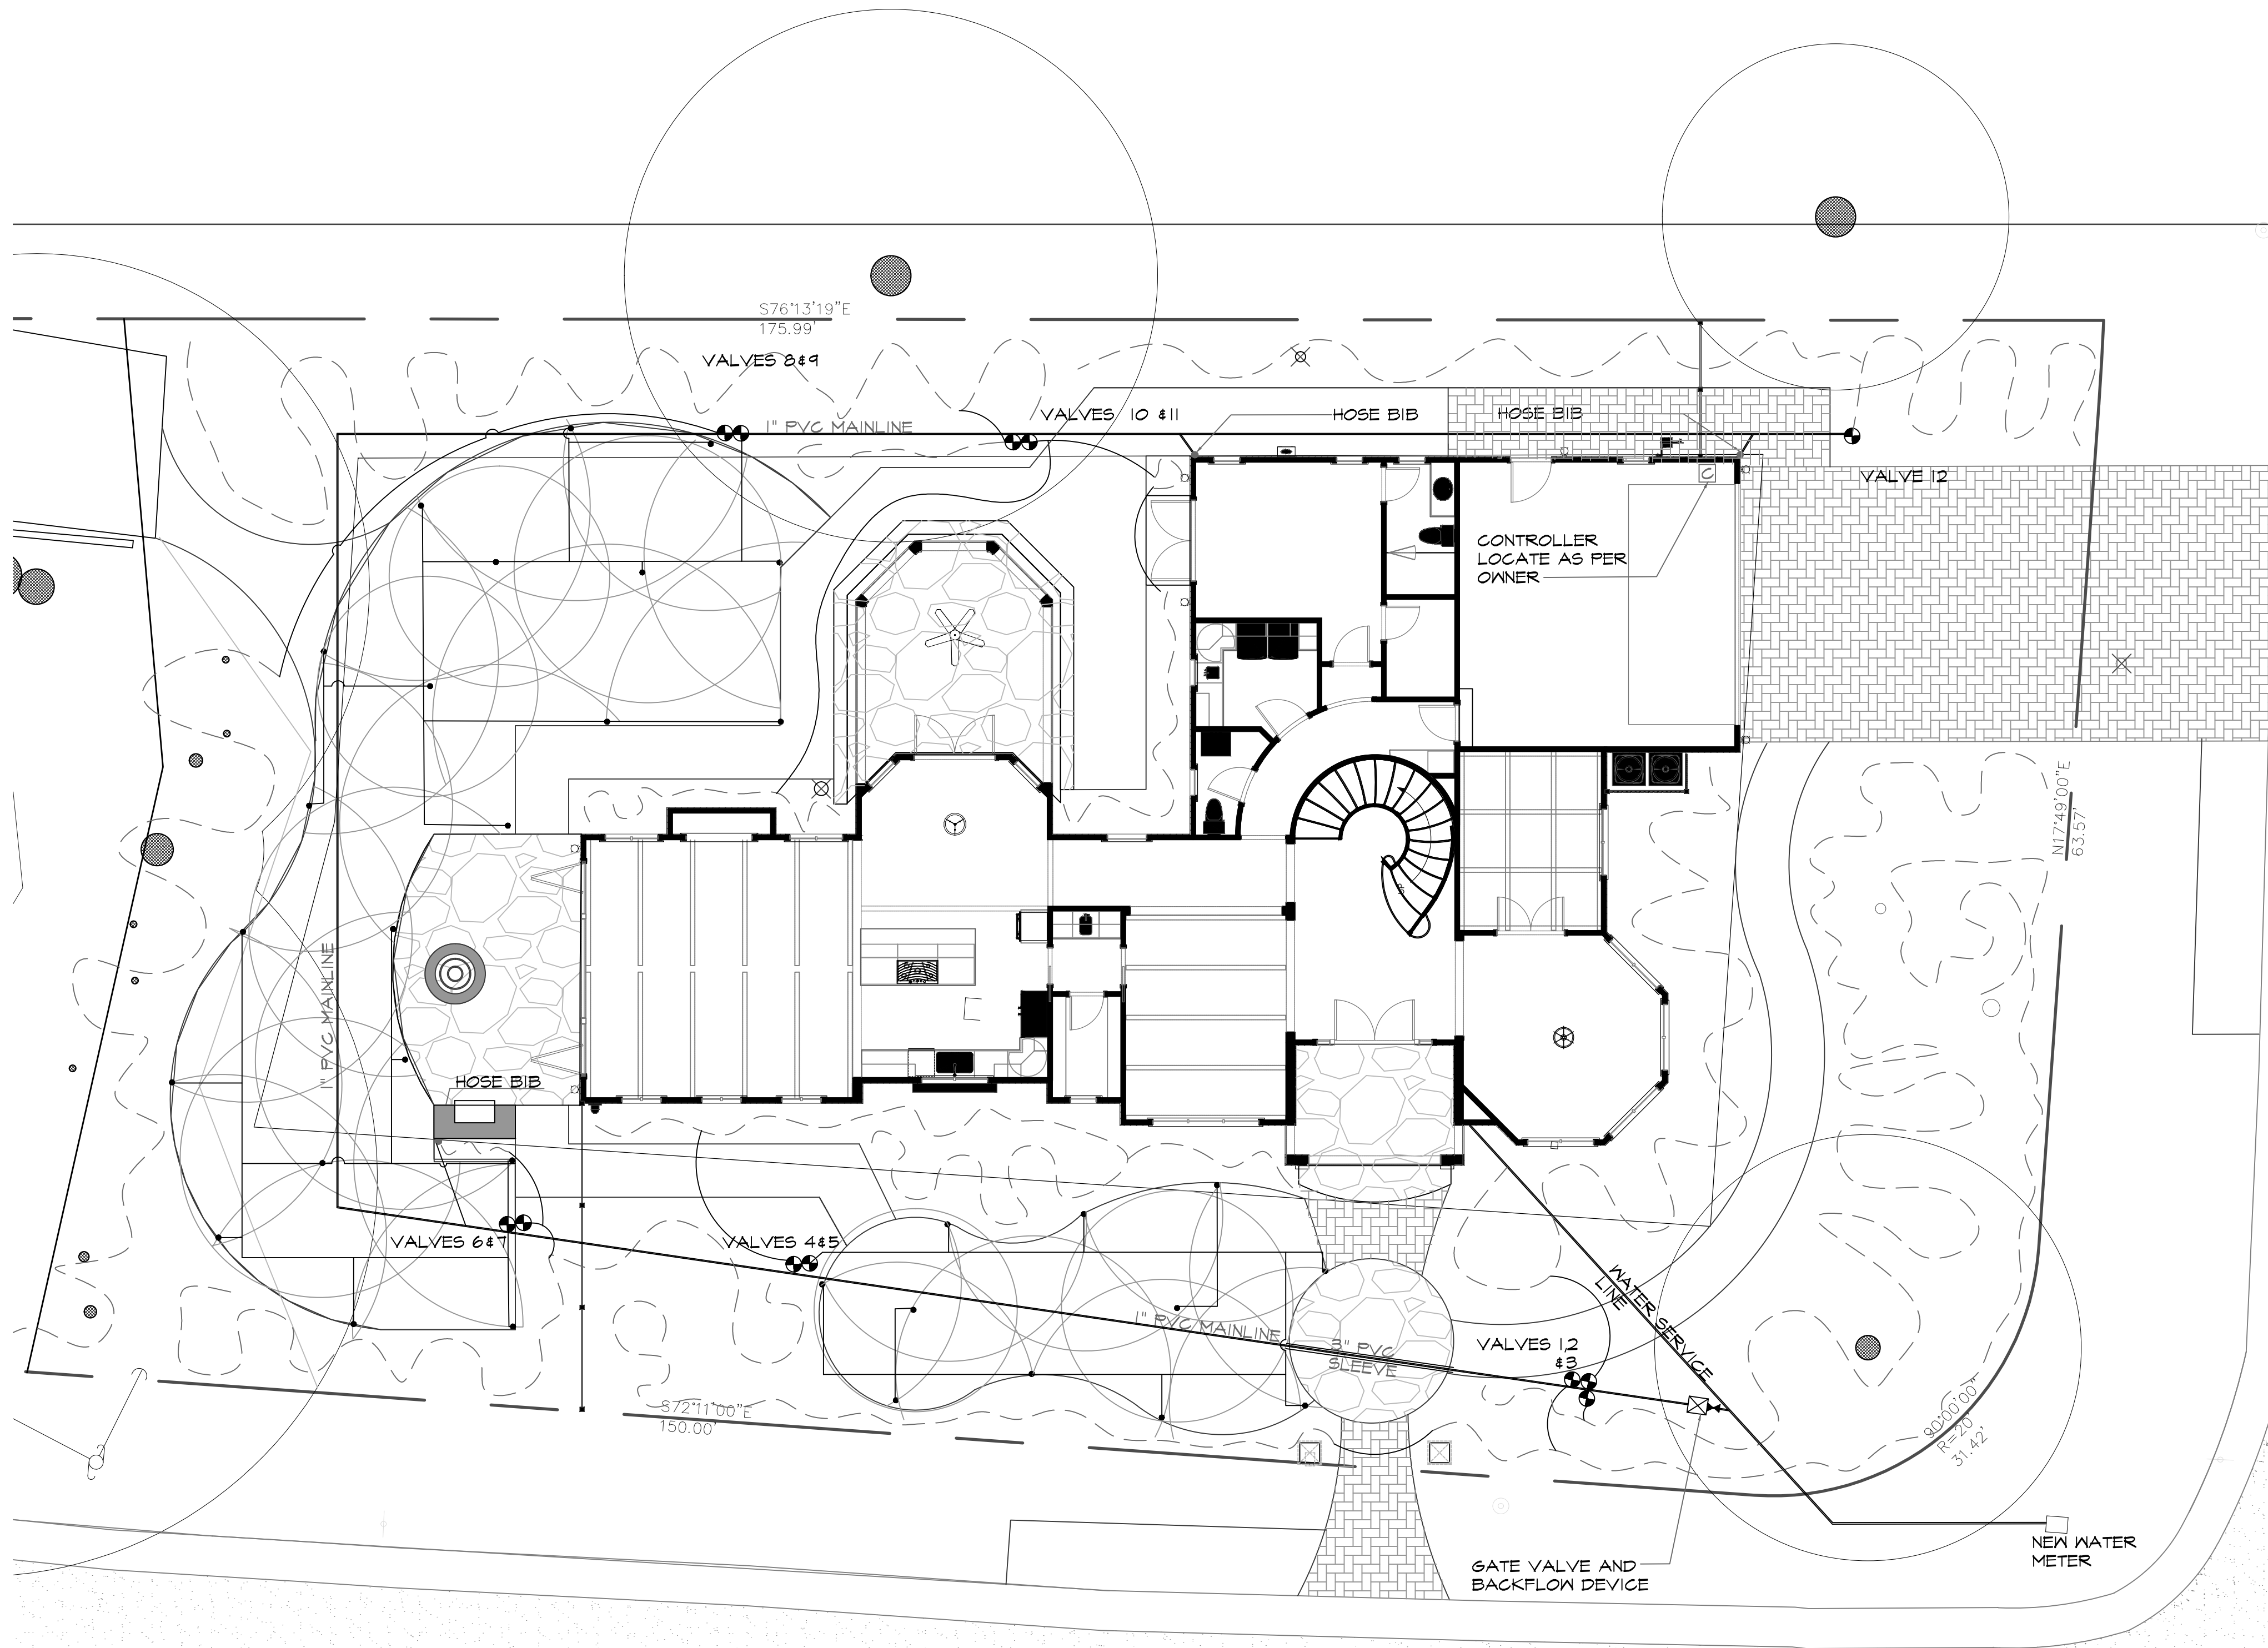 S76°13'19"E
175.99'
VALVES 8&9
VALVES 10 &11
HOSE BIB
HOSE BIB
1" PVC MAINLINE
VALVE 12
C
CONTROLLER
LOCATE AS PER
OWNER
N17°49'00"E
63.57'
1" PVC MAINLINE
HOSE BIB
VALVES 6&7
VALVES 4&5
1" PVC MAINLINE
3" PVC
SLEEVE
VALVES 1,2
&3
WATER SERVICE
LINE
S72°11'00"E
150.00'
90°00'00"
R=20'
31.42'
GATE VALVE AND
BACKFLOW DEVICE
NEW WATER
METER